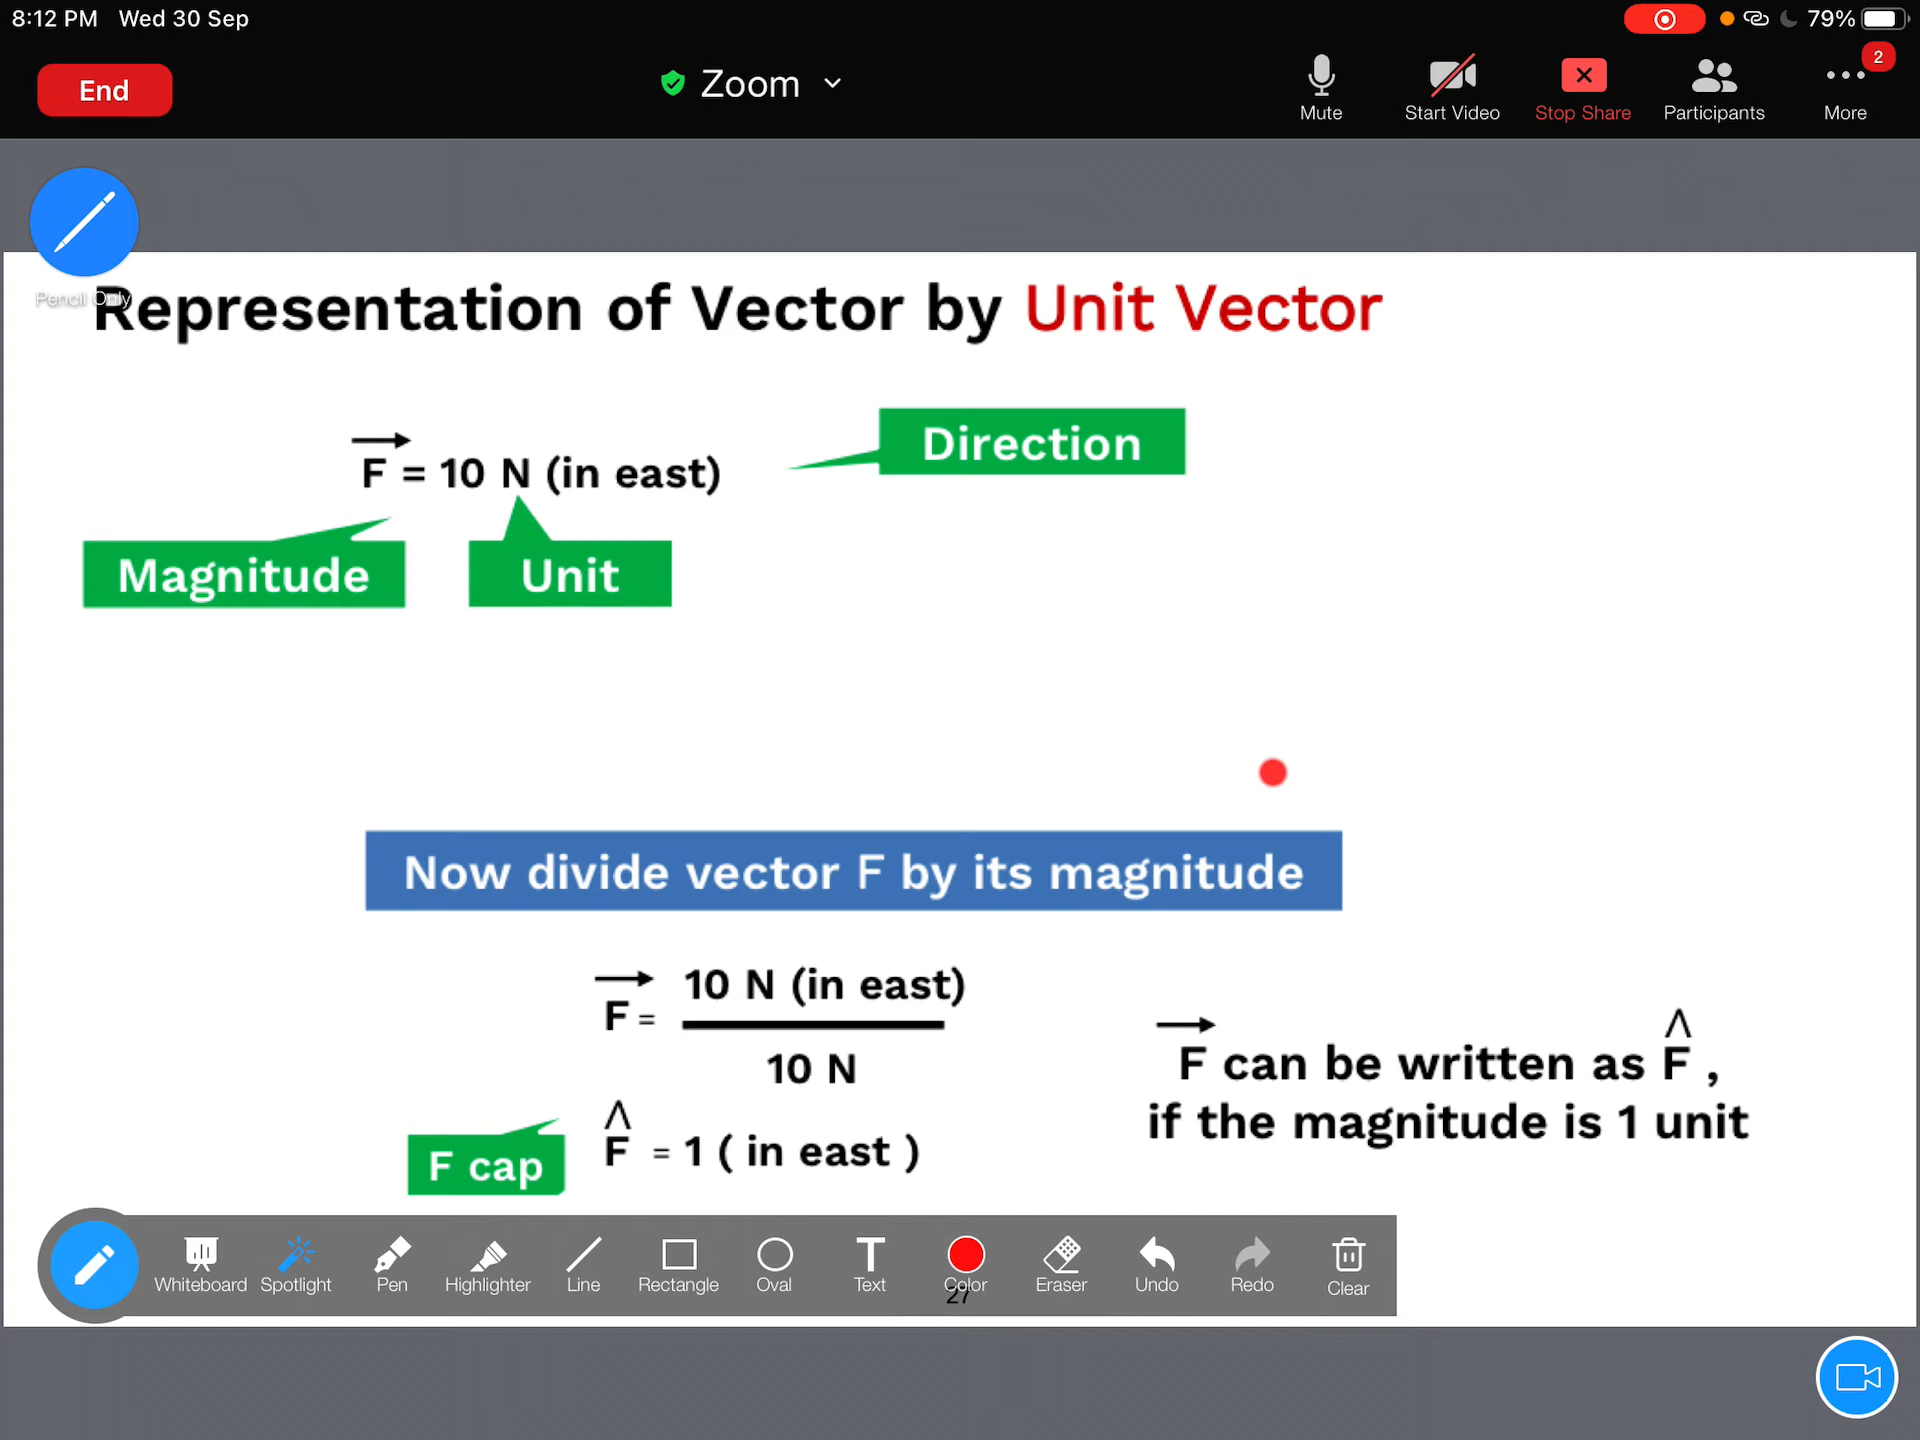 8:12 PM Wed 30 Sep
79%
End
Zoom
Mute
Start Video
Stop Share
Participants
More
2
Pencil Only
Representation of Vector by Unit Vector
F = 10 N (in east)
Direction
Magnitude
Unit
Now divide vector F by its magnitude
F = 10 N (in east)
10 N
F cap
^
F = 1 ( in east )
^
F can be written as F ,
if the magnitude is 1 unit
Whiteboard
Spotlight
Pen
Highlighter
Line
Rectangle
Oval
T
Text
Color
Eraser
Undo
Redo
Clear
27